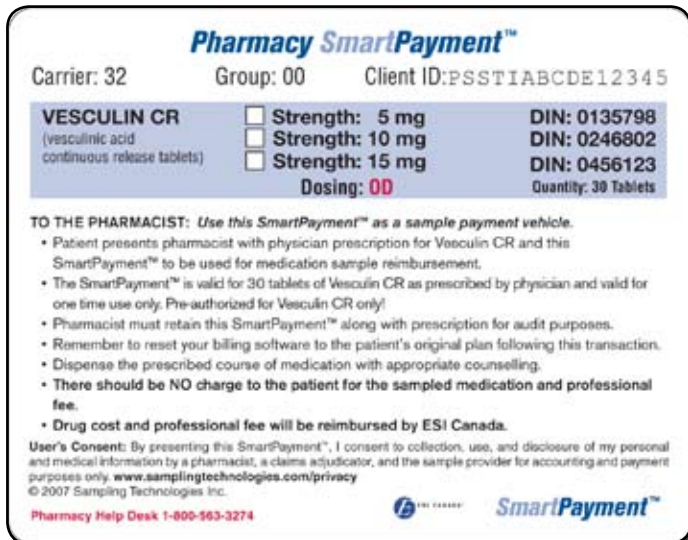 Pharmacy SmartPayment™
Carrier: 32 Group: 00 Client ID:PSSTIABCDE12345
VESCULIN CR Strength: 5 mg DIN: 0135798
(vesculinic acid Strength: 10 mg DIN: 0246802
continuous release tablets) Strength: 15 mg DIN: 0456123
Dosing: OD Quantity: 30 Tablets
TO THE PHARMACIST: Use this SmartPayment™ as a sample payment vehicle.
• Patient presents pharmacist with physician prescription for Vesculin CR and this
SmartPayment™ to be used for medication sample reimbursement.
• The SmartPayment™ is valid for 30 tablets of Vesculin CR as prescribed by physician and valid for
one time use only. Pre-authorized for Vesculin CR only!
• Pharmacist must retain this SmartPayment™ along with prescription for audit purposes.
• Remember to reset your billing software to the patient's original plan following this transaction.
• Dispense the prescribed course of medication with appropriate counselling.
• There should be NO charge to the patient for the sampled medication and professional
fee.
• Drug cost and professional fee will be reimbursed by ESI Canada.
User's Consent: By presenting this SmartPayment™, I consent to collection, use, and disclosure of my personal
and medical information by a pharmacist, a claims adjudicator, and the sample provider for accounting and payment
purposes only. www.samplingtechnologies.com/privacy
© 2007 Sampling Technologies Inc.
Pharmacy Help Desk 1-800-563-3274 ESI CANADA SmartPayment™